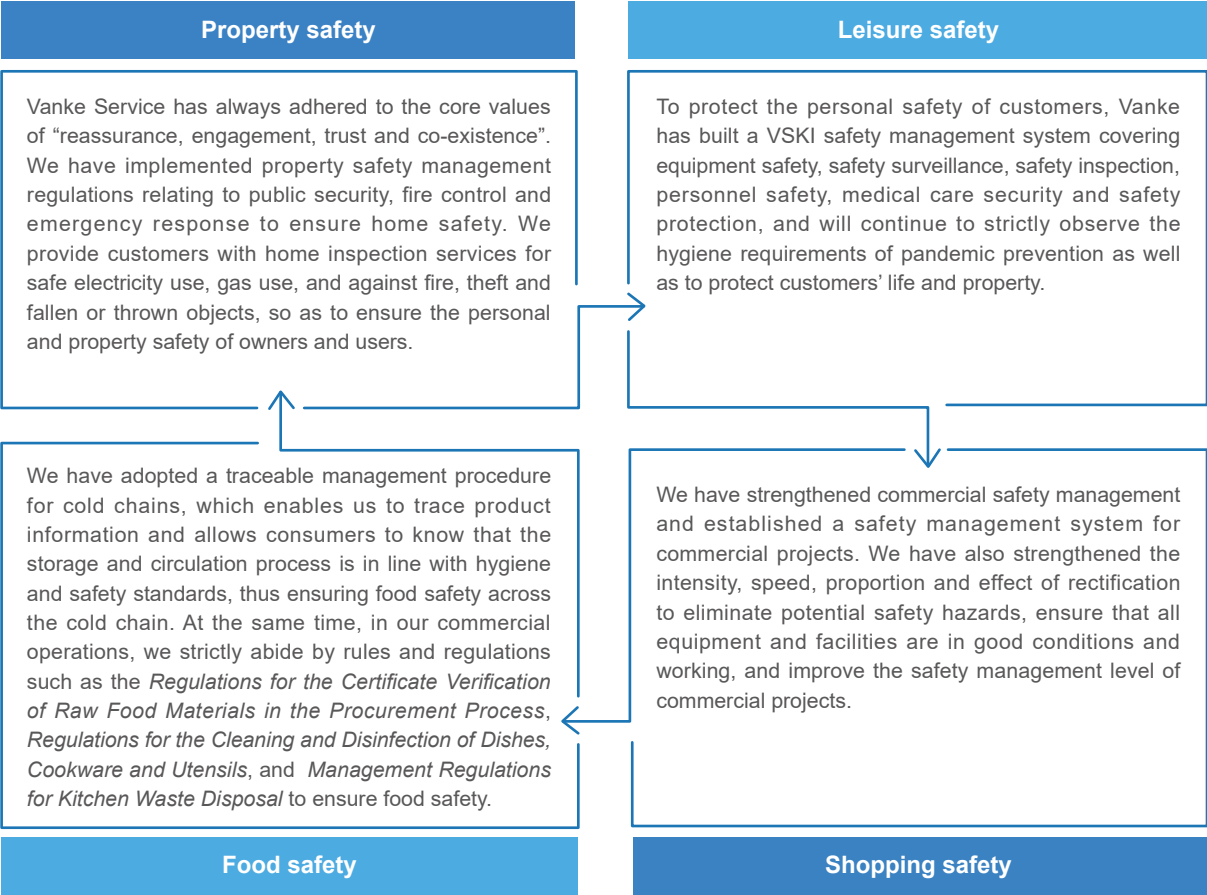 Property safety
Vanke Service has always adhered to the core values
of “reassurance, engagement, trust and co-existence”.
We have implemented property safety management
regulations relating to public security, fire control and
emergency response to ensure home safety. We
provide customers with home inspection services for
safe electricity use, gas use, and against fire, theft and
fallen or thrown objects, so as to ensure the personal
and property safety of owners and users.
Leisure safety
To protect the personal safety of customers, Vanke
has built a VSKI safety management system covering
equipment safety, safety surveillance, safety inspection,
personnel safety, medical care security and safety
protection, and will continue to strictly observe the
hygiene requirements of pandemic prevention as well
as to protect customers’ life and property.
We have adopted a traceable management procedure
for cold chains, which enables us to trace product
information and allows consumers to know that the
storage and circulation process is in line with hygiene
and safety standards, thus ensuring food safety across
the cold chain. At the same time, in our commercial
operations, we strictly abide by rules and regulations
such as the Regulations for the Certificate Verification
of Raw Food Materials in the Procurement Process,
Regulations for the Cleaning and Disinfection of Dishes,
Cookware and Utensils, and Management Regulations
for Kitchen Waste Disposal to ensure food safety.
Food safety
We have strengthened commercial safety management
and established a safety management system for
commercial projects. We have also strengthened the
intensity, speed, proportion and effect of rectification
to eliminate potential safety hazards, ensure that all
equipment and facilities are in good conditions and
working, and improve the safety management level of
commercial projects.
Shopping safety